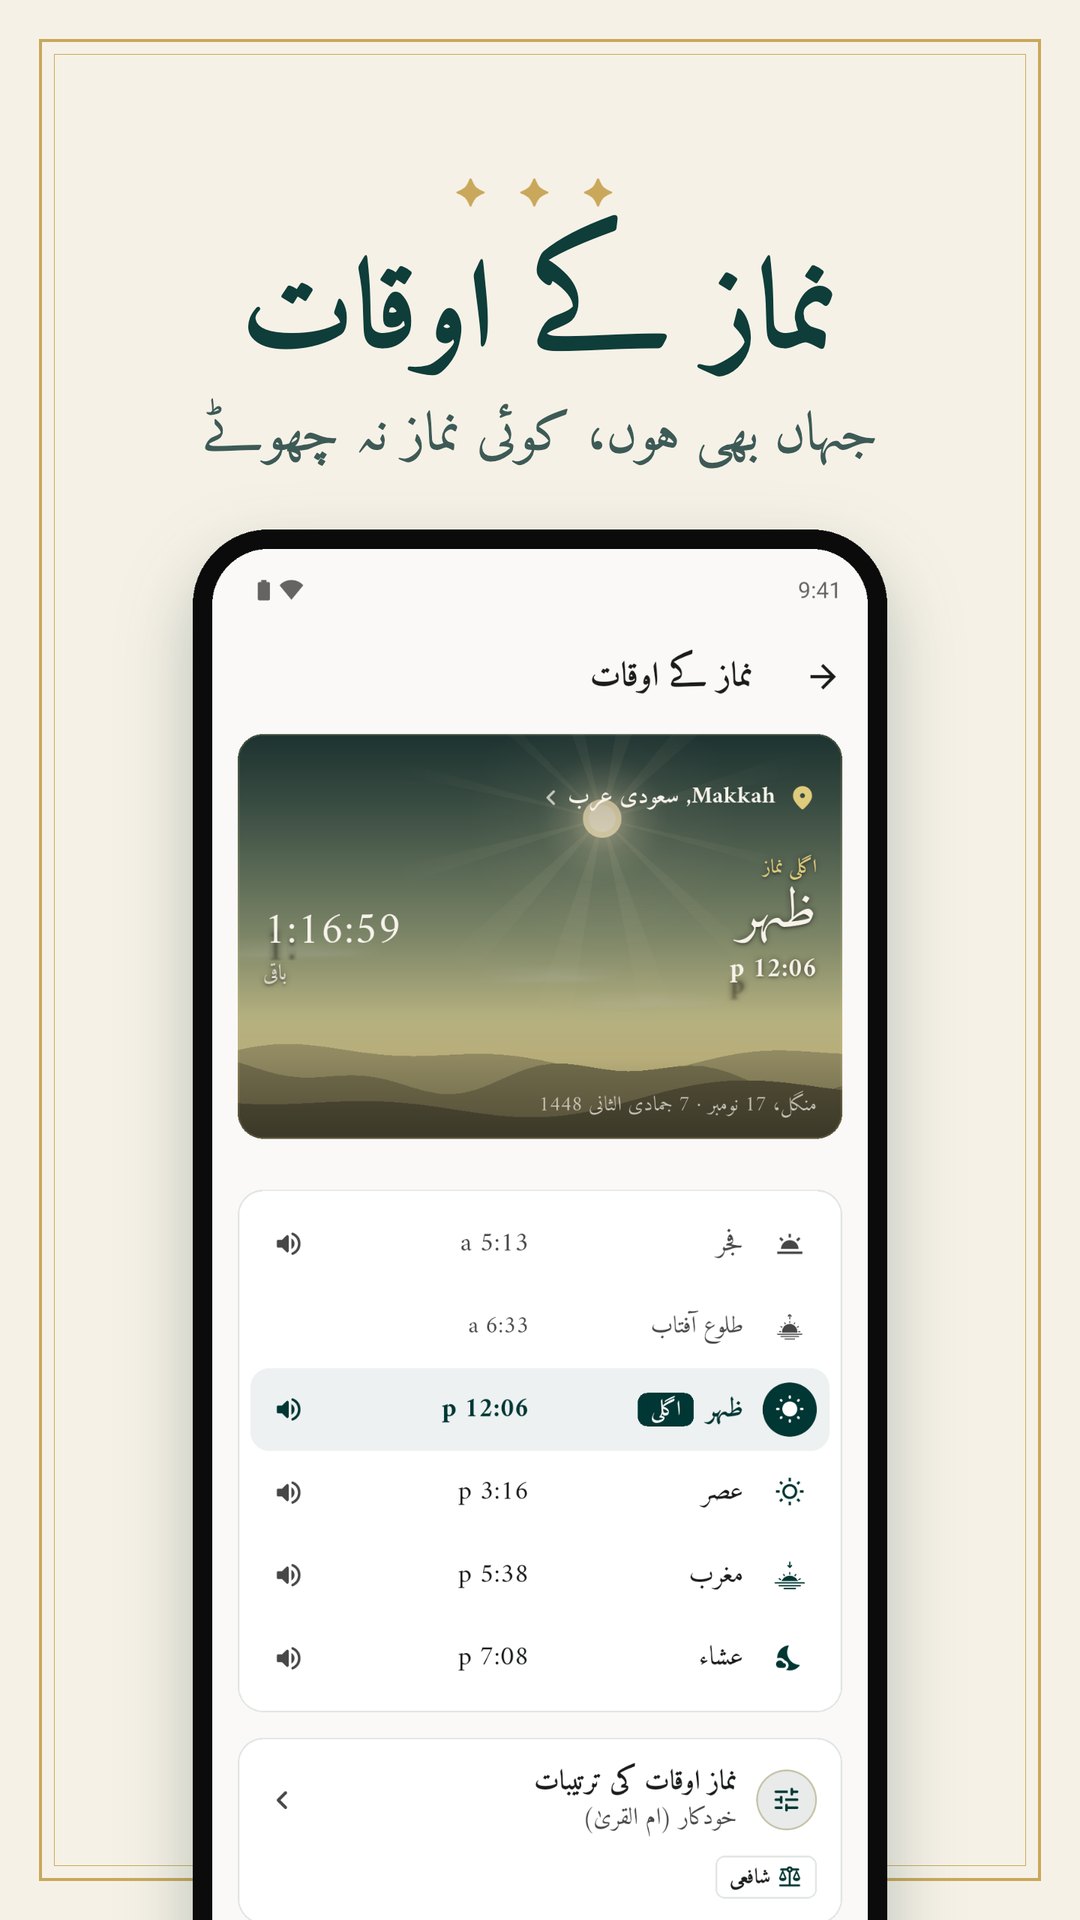 نماز کے اوقات
جہاں بھی ہوں، کوئی نماز نہ چھوٹے
9:41
نماز کے اوقات
Makkah, سعودی عرب
اگلی نماز
ظہر
12:06 p
1:16:59
باقی
منگل، 17 نومبر · 7 جمادی الثانی 1448
فجر 5:13 a
طلوع آفتاب 6:33 a
ظہر اگلی 12:06 p
عصر 3:16 p
مغرب 5:38 p
عشاء 7:08 p
نماز اوقات کی ترتیبات
خودکار (ام القریٰ)
شافعی